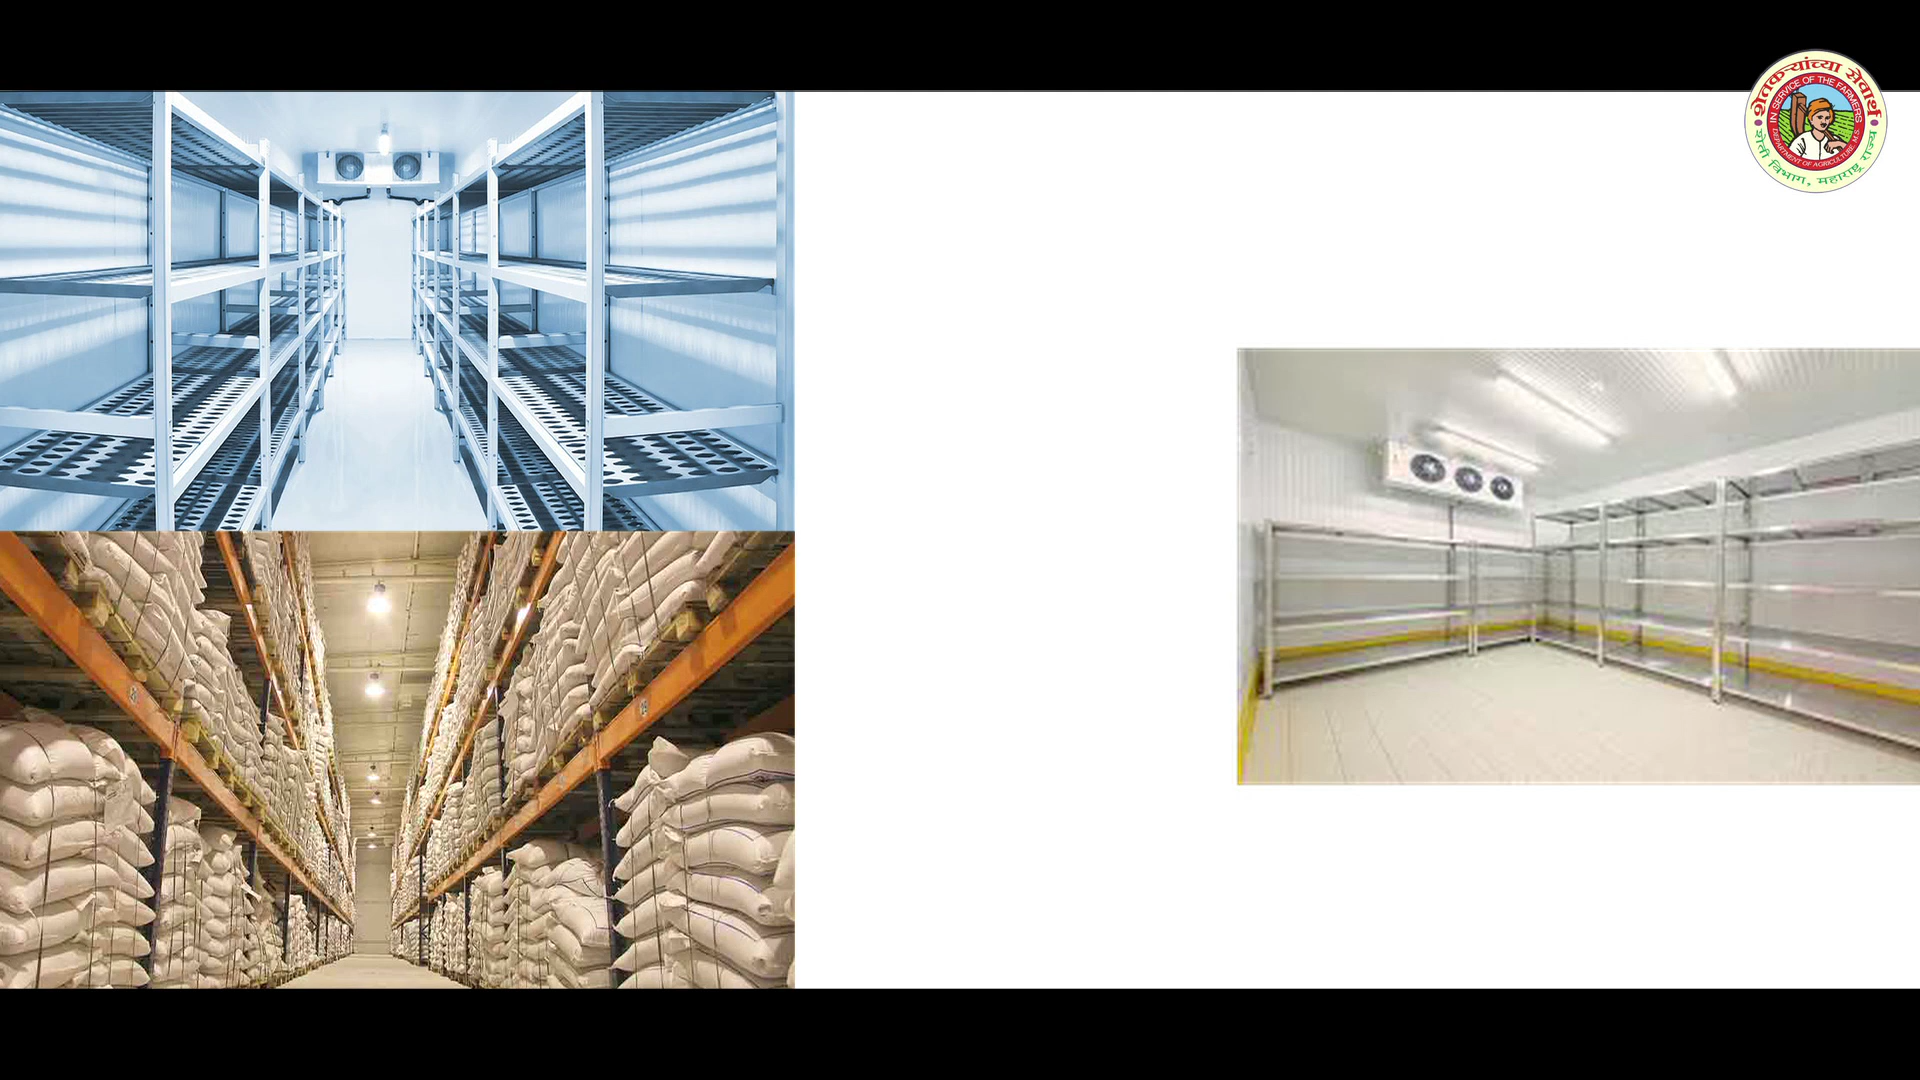 शेतकऱ्यांच्या सेवार्थ
IN SERVICE OF THE FARMERS
DEPARTMENT OF AGRICULTURE, M.S.
कृषी विभाग, महाराष्ट्र राज्य